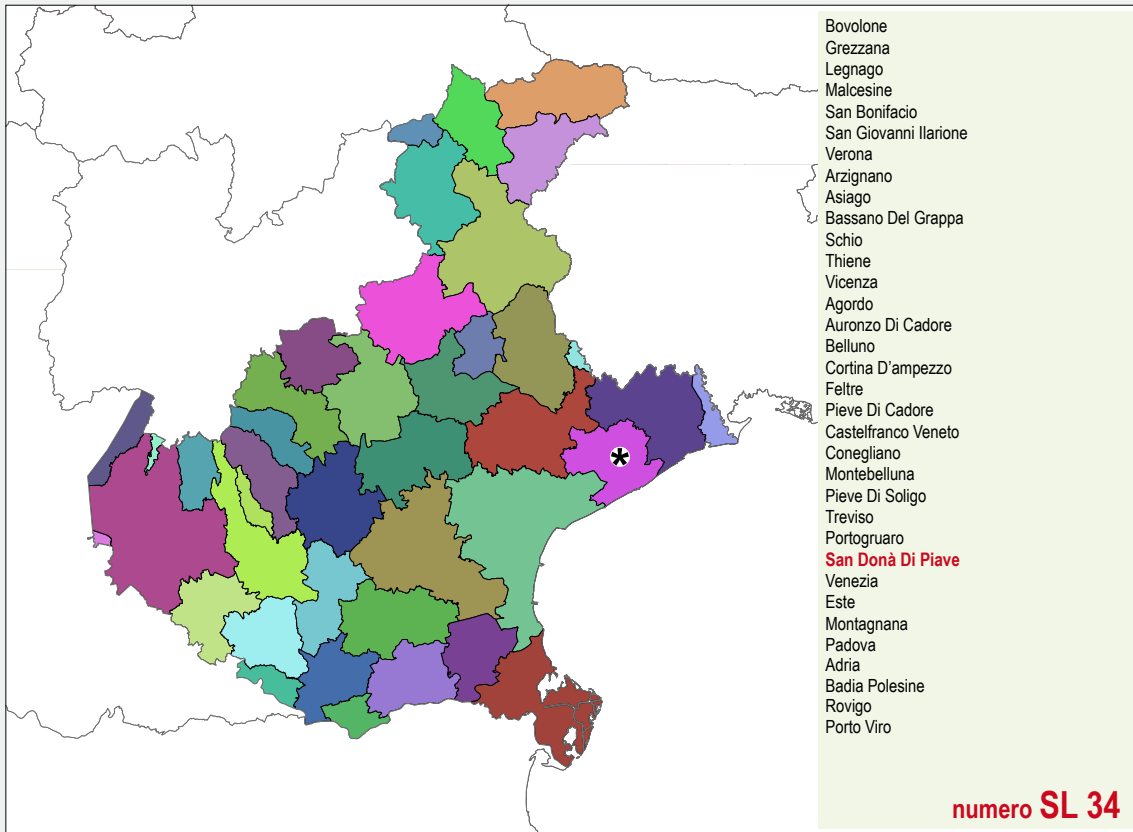 Bovolone
Grezzana
Legnago
Malcesine
San Bonifacio
San Giovanni Ilarione
Verona
Arzignano
Asiago
Bassano Del Grappa
Schio
Thiene
Vicenza
Agordo
Auronzo Di Cadore
Belluno
Cortina D'ampezzo
Feltre
Pieve Di Cadore
Castelfranco Veneto
Conegliano
Montebelluna
Pieve Di Soligo
Treviso
Portogruaro
San Donà Di Piave
Venezia
Este
Montagnana
Padova
Adria
Badia Polesine
Rovigo
Porto Viro
numero SL 34
*